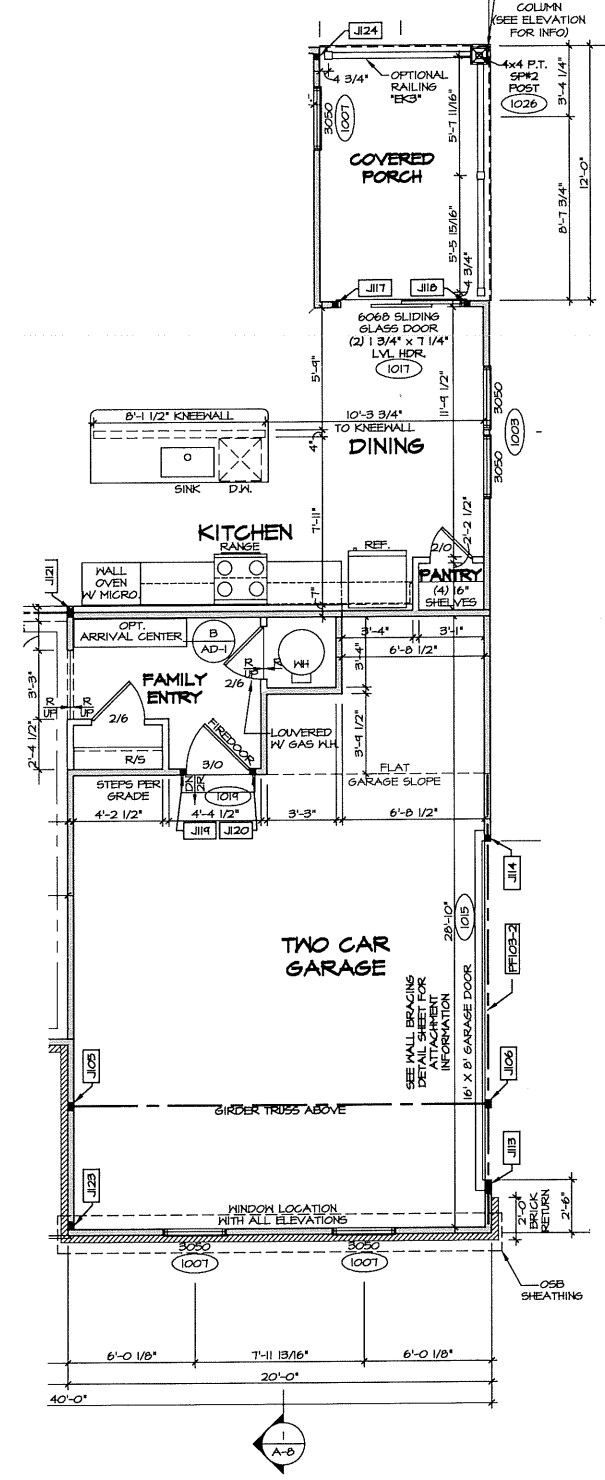 COLUMN
(SEE ELEVATION
FOR INFO)
J124
4 3/4"
OPTIONAL
RAILING
"EK3"
4x4 P.T.
SP#2
POST
1026
3'-4 1/4"
12'-0"
3050
1007
5'-7 11/16"
COVERED
PORCH
8'-7 3/4"
5'-5 15/16"
4 3/4"
J117
J118
6068 SLIDING
GLASS DOOR
(2) 1 3/4" x 7 1/4"
LVL HDR.
1017
5'-9"
11'-9 1/2"
3050
1003
3050
8'-1 1/2" KNEEWALL
10'-3 3/4"
TO KNEEWALL
4"
DINING
SINK
D.W.
7'-11"
2'-2 1/2"
KITCHEN
RANGE
REF.
2/0
PANTRY
(4) 16"
SHELVES
J121
WALL
OVEN
W/ MICRO.
7"
OPT.
ARRIVAL CENTER
B
AD-1
WH
3'-4"
3'-1"
6'-8 1/2"
3'-4"
3'-3"
FAMILY
ENTRY
R
UP
R
2/6
R
UP
R
2/6
LOUVERED
W/ GAS W.H.
3'-9 1/2"
2'-4 1/2"
R/S
FIREDOOR
3/0
FLAT
GARAGE SLOPE
STEPS PER
GRADE
DN
2R
1019
4'-2 1/2"
4'-4 1/2"
3'-3"
6'-8 1/2"
J119
J120
J114
28'-10"
1015
16' X 8' GARAGE DOOR
PF103-2
TWO CAR
GARAGE
SEE WALL BRACING
DETAIL SHEET FOR
ATTACHMENT
INFORMATION
J105
J106
GIRDER TRUSS ABOVE
J123
J113
WINDOW LOCATION
WITH ALL ELEVATIONS
2'-0"
BRICK
RETURN
2'-6"
3050
1007
3050
1007
OSB
SHEATHING
6'-0 1/8"
7'-11 13/16"
6'-0 1/8"
20'-0"
40'-0"
1
A-8